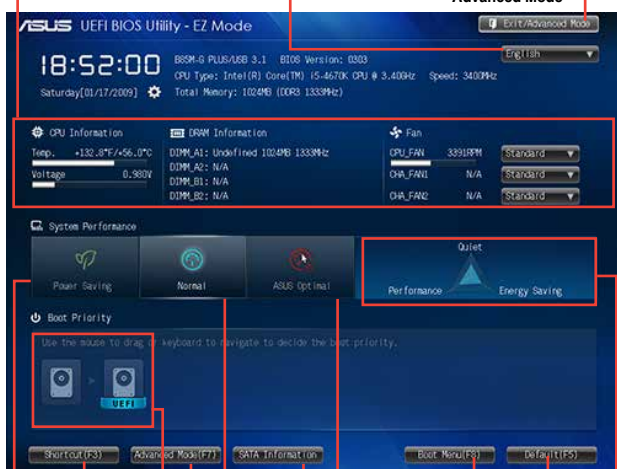 Advanced Mode
ASUS UEFI BIOS Utility - EZ Mode
Exit/Advanced Mode
English
18:52:00
Saturday[01/17/2009]
B85M-G PLUS/USB 3.1 BIOS Version: 0303
CPU Type: Intel(R) Core(TM) i5-4670K CPU @ 3.40GHz Speed: 3400MHz
Total Memory: 1024MB (DDR3 1333MHz)
CPU Information
Temp. +132.8°F/+56.0°C
Voltage 0.980V
DRAM Information
DIMM_A1: Undefined 1024MB 1333MHz
DIMM_A2: N/A
DIMM_B1: N/A
DIMM_B2: N/A
Fan
CPU_FAN 3391RPM Standard
CHA_FAN1 N/A Standard
CHA_FAN2 N/A Standard
System Performance
Power Saving
Normal
ASUS Optimal
Quiet
Performance
Energy Saving
Boot Priority
Use the mouse to drag or keyboard to navigate to decide the boot priority.
UEFI
Shortcut(F3)
Advanced Mode(F7)
SATA Information
Boot Menu(F8)
Default(F5)